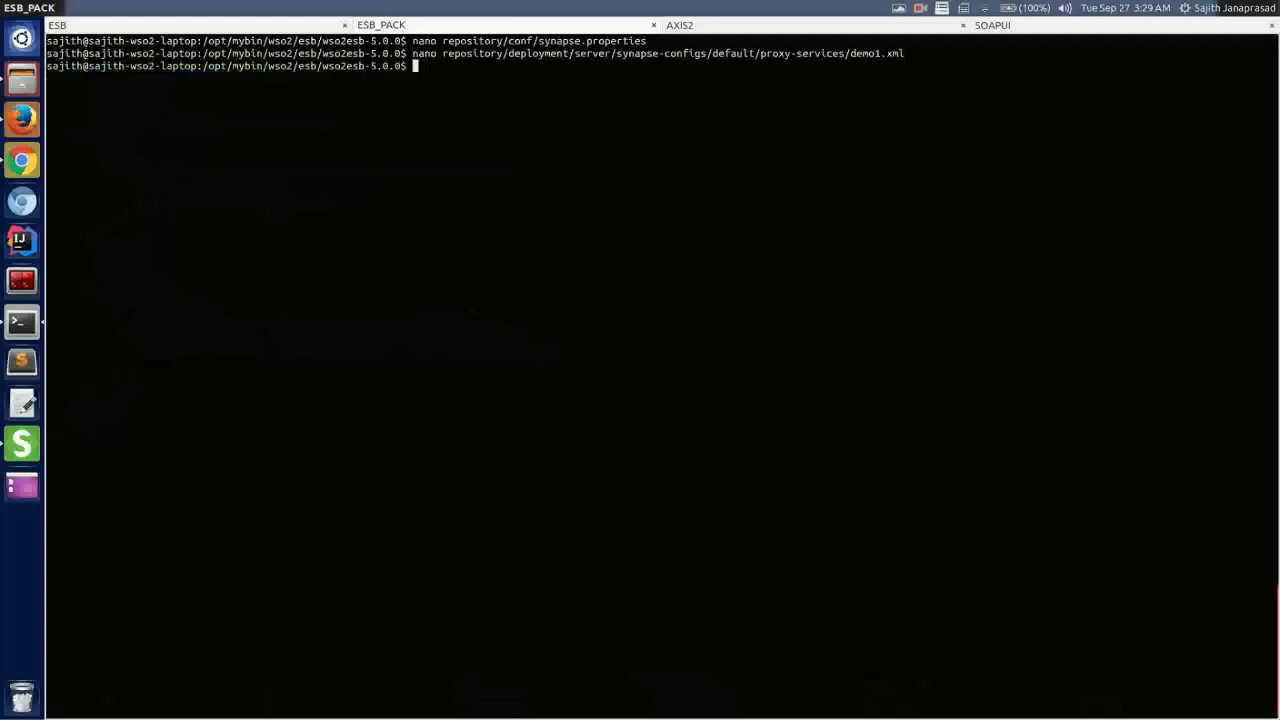 ESB_PACK
(100%) Tue Sep 27 3:29 AM Sajith Janaprasad
ESB × ESB_PACK × AXIS2 × SOAPUI ×
sajith@sajith-wso2-laptop:/opt/mybin/wso2/esb/wso2esb-5.0.0$ nano repository/conf/synapse.properties
sajith@sajith-wso2-laptop:/opt/mybin/wso2/esb/wso2esb-5.0.0$ nano repository/deployment/server/synapse-configs/default/proxy-services/demo1.xml
sajith@sajith-wso2-laptop:/opt/mybin/wso2/esb/wso2esb-5.0.0$
IJ
>_
S
S